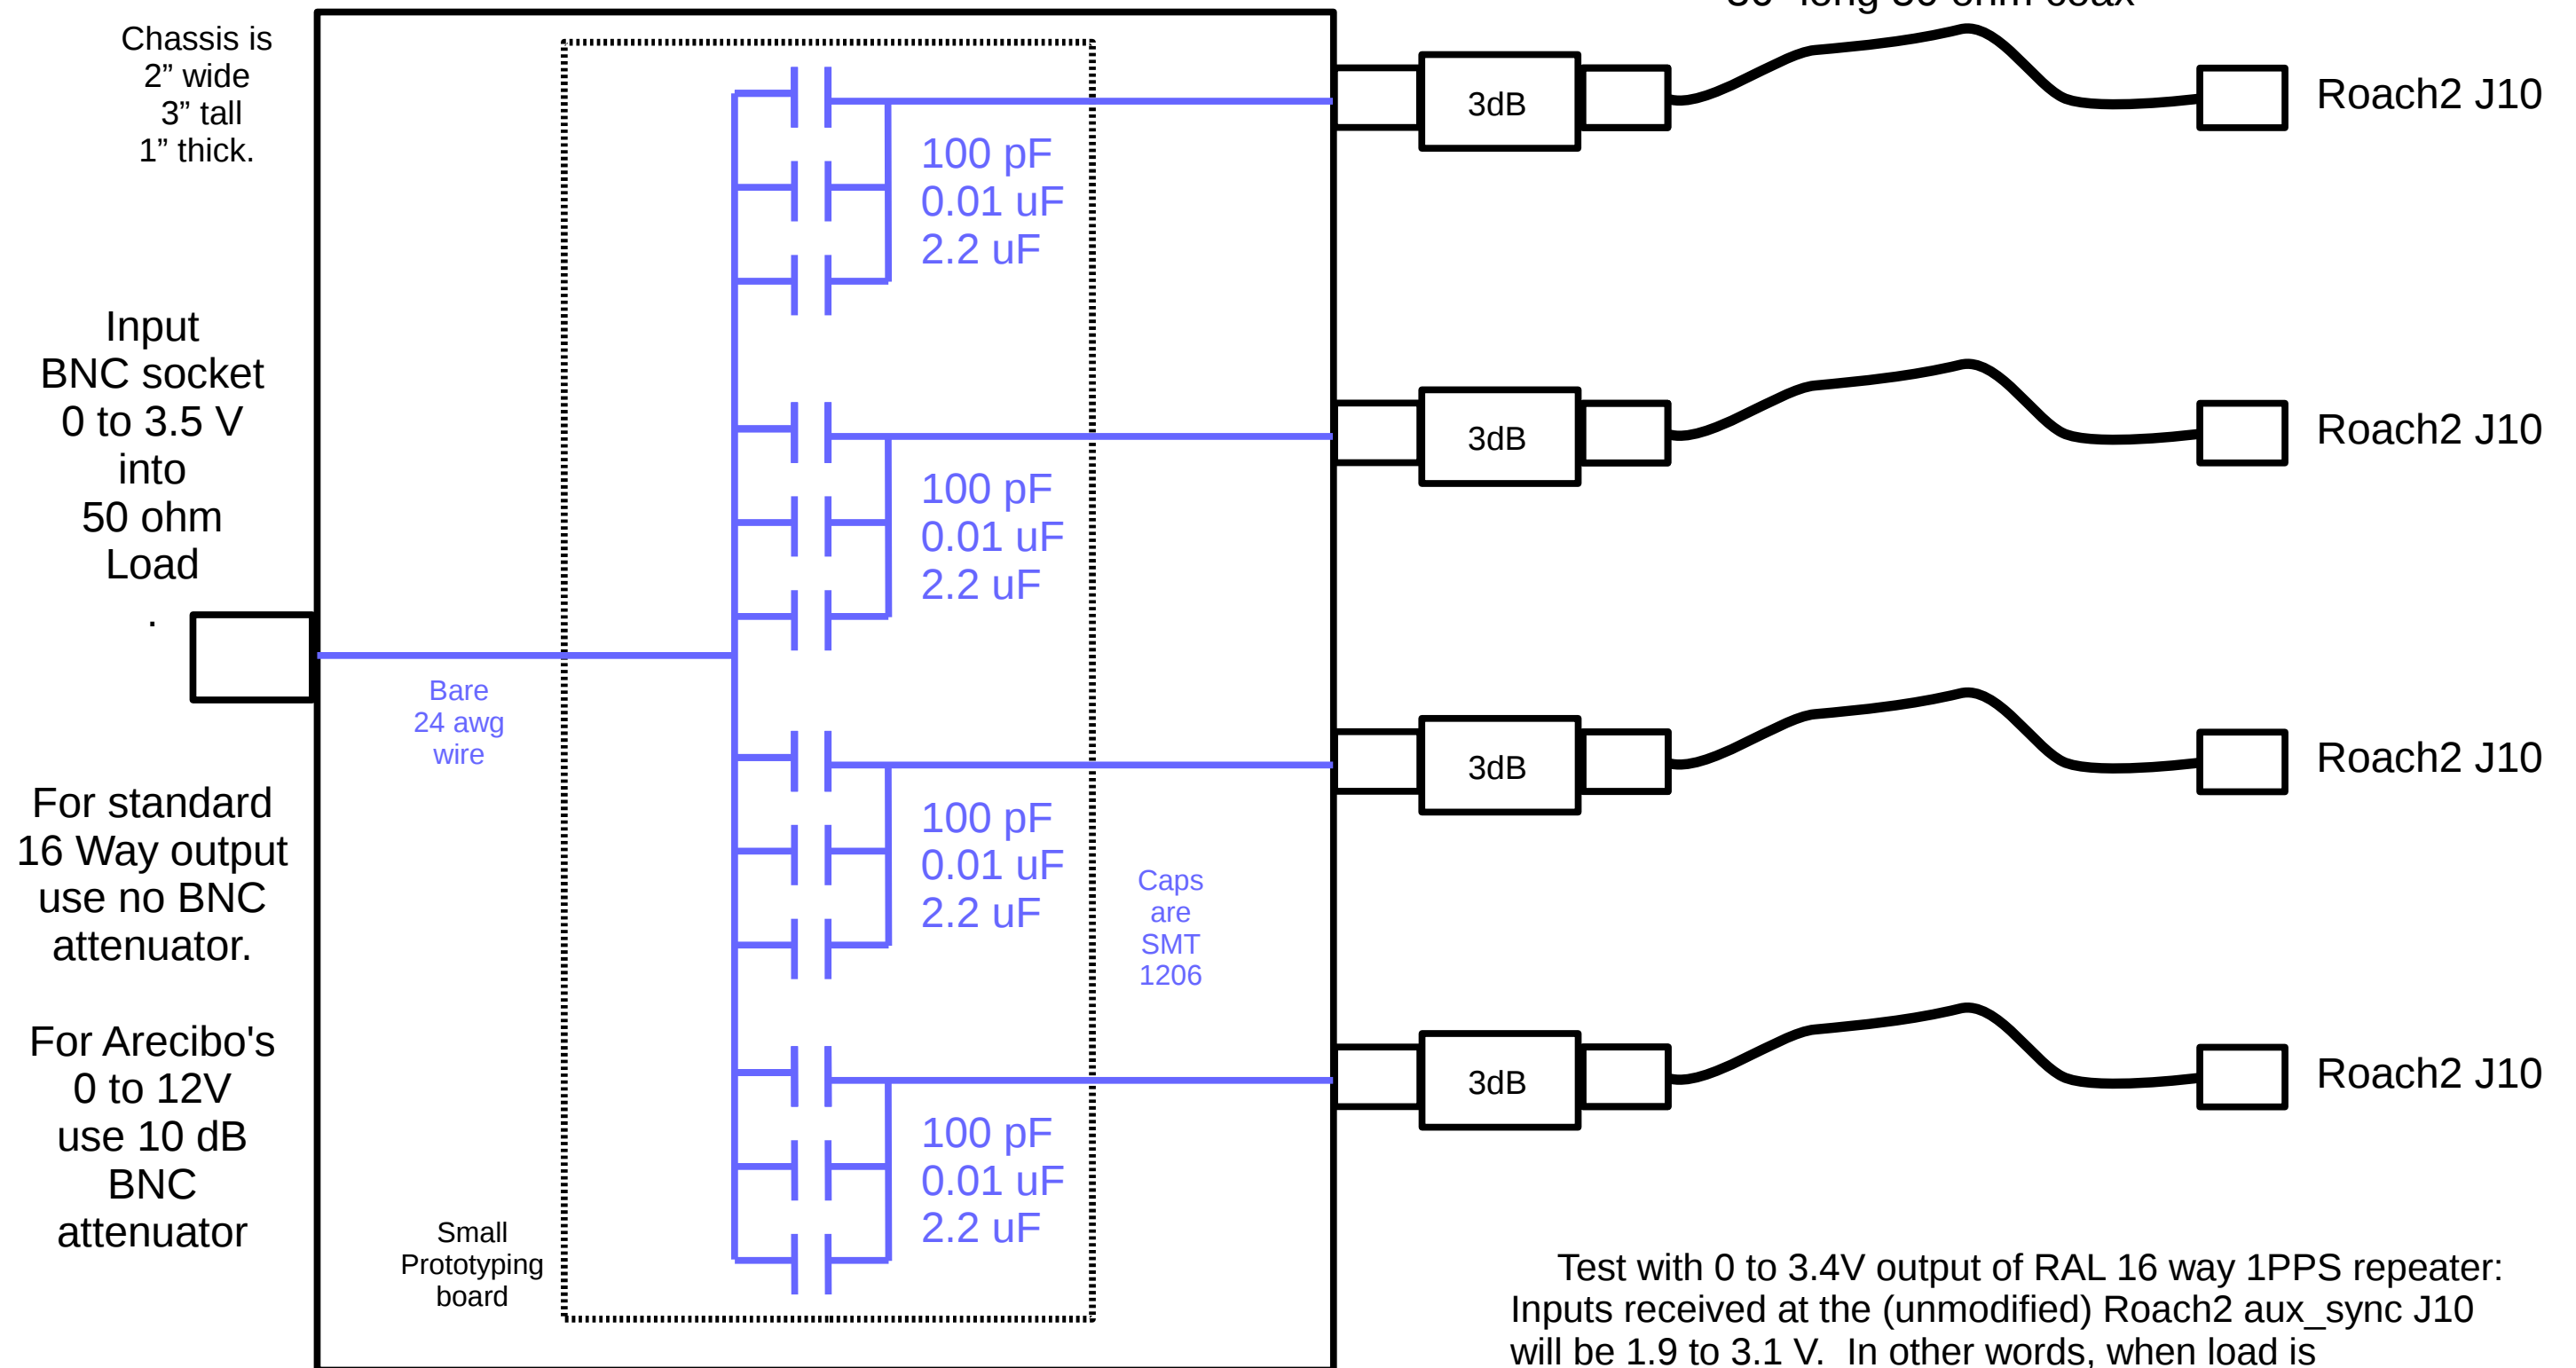 Chassis is
2” wide
3” tall
1” thick.
long 50 ohm coax
Input
BNC socket
0 to 3.5 V
into
50 ohm
Load
.
For standard
16 Way output
use no BNC
attenuator.
For Arecibo's
0 to 12V
use 10 dB
BNC
attenuator
Bare
24 awg
wire
Small
Prototyping
board
100 pF
0.01 uF
2.2 uF
100 pF
0.01 uF
2.2 uF
100 pF
0.01 uF
2.2 uF
100 pF
0.01 uF
2.2 uF
Caps
are
SMT
1206
3dB
Roach2 J10
3dB
Roach2 J10
3dB
Roach2 J10
3dB
Roach2 J10
Test with 0 to 3.4V output of RAL 16 way 1PPS repeater:
Inputs received at the (unmodified) Roach2 aux_sync J10
will be 1.9 to 3.1 V.  In other words, when load is